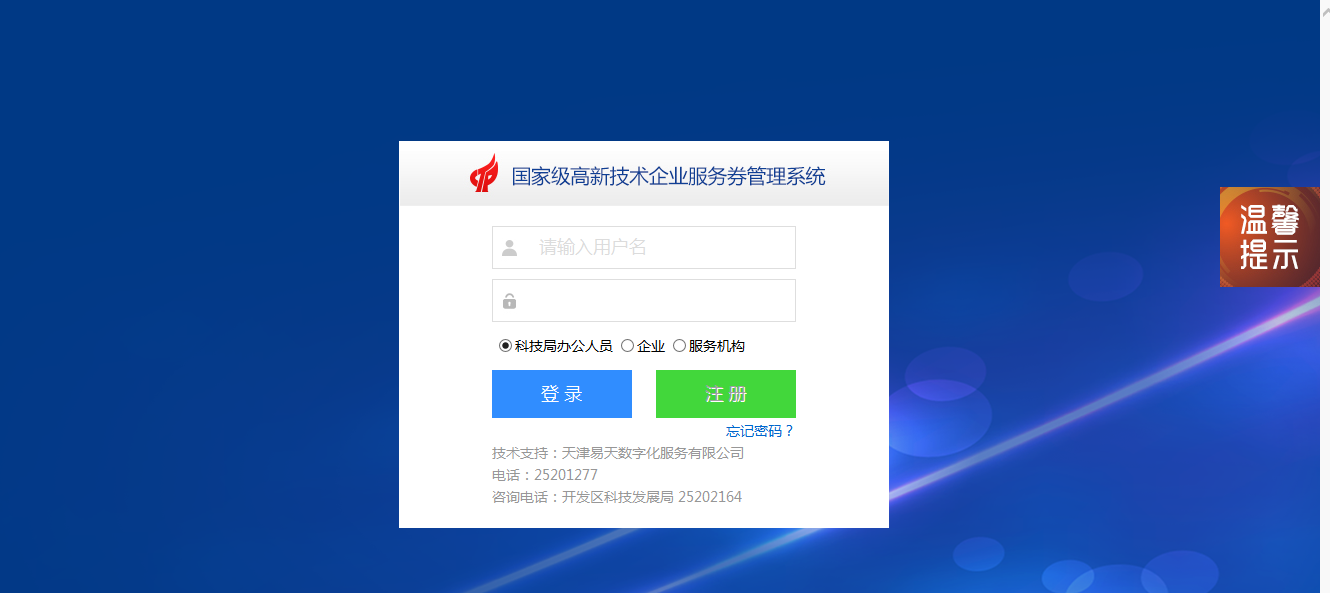 国家级高新技术企业服务券管理系统
温馨
提示
请输入用户名
科技局办公人员 企业 服务机构
登 录 注 册
忘记密码？
技术支持：天津易天数字化服务有限公司
电话：25201277
咨询电话：开发区科技发展局 25202164